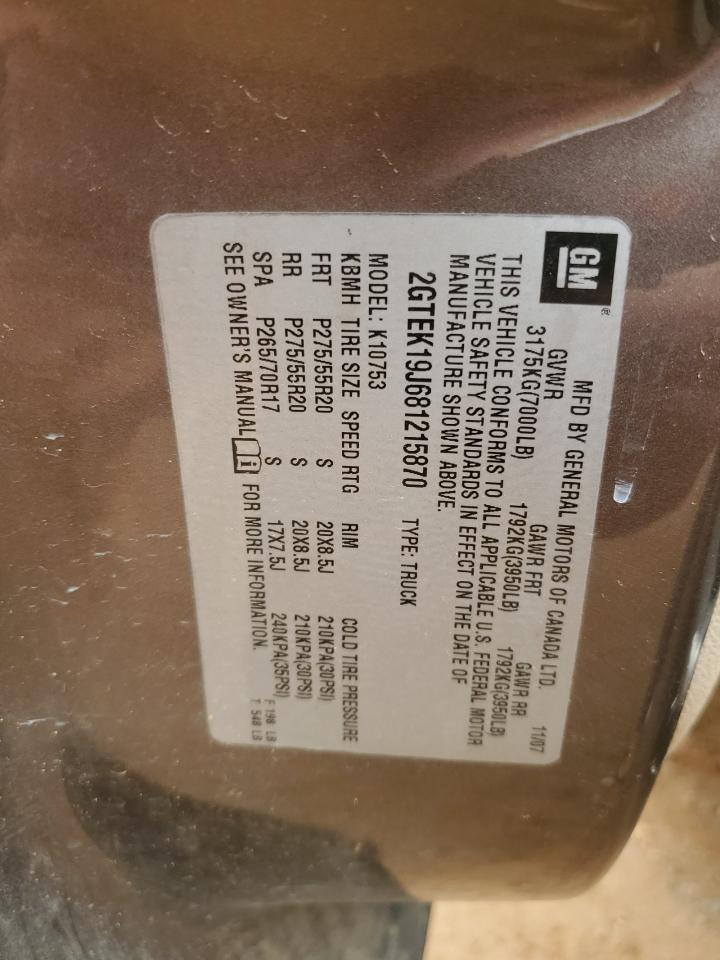 GM ®
MFD BY GENERAL MOTORS OF CANADA LTD. 11/07
GVWR GAWR FRT GAWR RR
3175KG(7000LB) 1792KG(3950LB) 1792KG(3950LB)
THIS VEHICLE CONFORMS TO ALL APPLICABLE U.S. FEDERAL MOTOR
VEHICLE SAFETY STANDARDS IN EFFECT ON THE DATE OF
MANUFACTURE SHOWN ABOVE.
2GTEK19J681215870 TYPE: TRUCK
MODEL: K10753
KBMH TIRE SIZE SPEED RTG RIM COLD TIRE PRESSURE
FRT P275/55R20 S 20X8.5J 210KPA(30PSI)
RR P275/55R20 S 20X8.5J 210KPA(30PSI)
SPA P265/70R17 S 17X7.5J 240KPA(35PSI)
SEE OWNER'S MANUAL i FOR MORE INFORMATION.
F 198 LB
T 548 LB